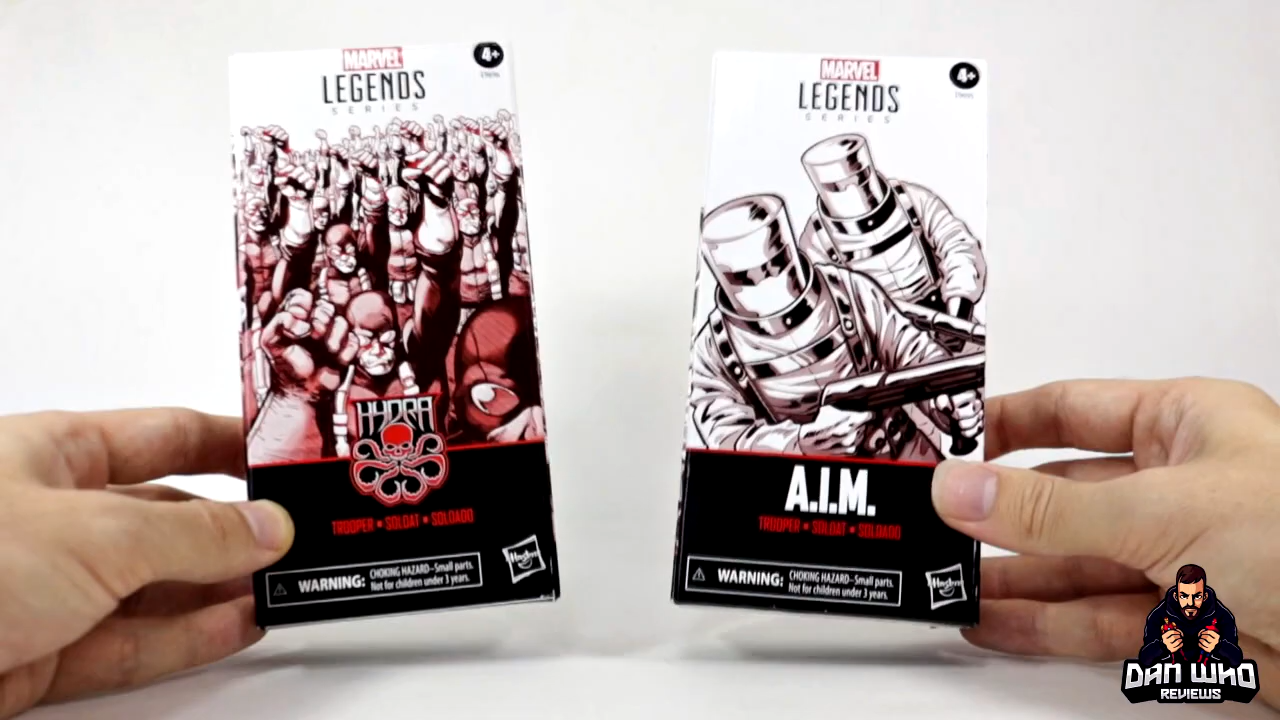 MARVEL
LEGENDS
SERIES
4+
HYDRA
TROOPER • SOLDAT • SOLDADO
WARNING: CHOKING HAZARD–Small parts.
Not for children under 3 years.
Hasbro
MARVEL
LEGENDS
SERIES
4+
A.I.M.
TROOPER • SOLDAT • SOLDADO
WARNING: CHOKING HAZARD–Small parts.
Not for children under 3 years.
Hasbro
DAN WHO
REVIEWS